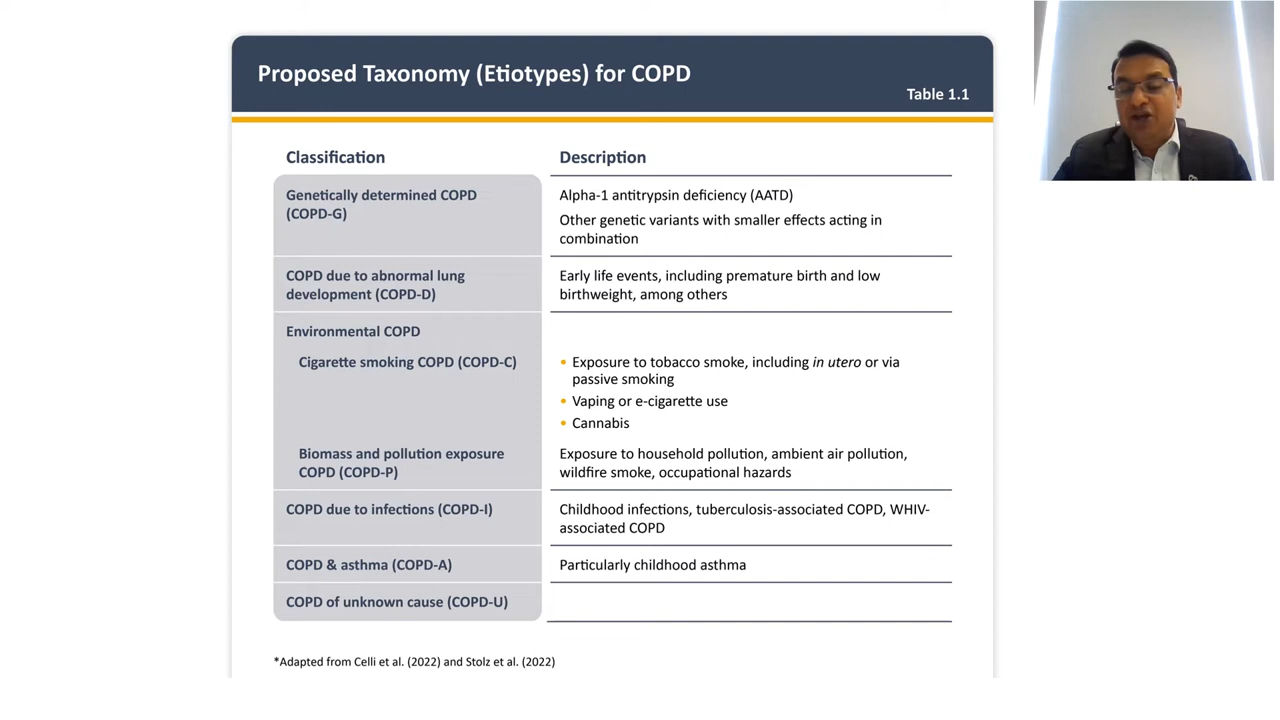 Proposed Taxonomy (Etiotypes) for COPD
Table 1.1
Classification
Description
Genetically determined COPD
(COPD-G)
Alpha-1 antitrypsin deficiency (AATD)
Other genetic variants with smaller effects acting in
combination
COPD due to abnormal lung
development (COPD-D)
Early life events, including premature birth and low
birthweight, among others
Environmental COPD
Cigarette smoking COPD (COPD-C)
• Exposure to tobacco smoke, including in utero or via
passive smoking
• Vaping or e-cigarette use
• Cannabis
Biomass and pollution exposure
COPD (COPD-P)
Exposure to household pollution, ambient air pollution,
wildfire smoke, occupational hazards
COPD due to infections (COPD-I)
Childhood infections, tuberculosis-associated COPD, WHIV-
associated COPD
COPD & asthma (COPD-A)
Particularly childhood asthma
COPD of unknown cause (COPD-U)
*Adapted from Celli et al. (2022) and Stolz et al. (2022)